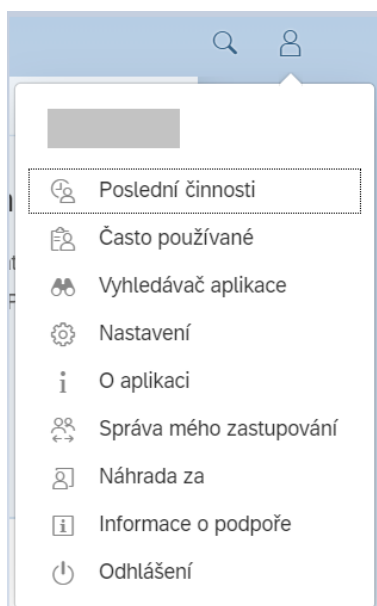 Poslední činnosti
Často používané
Vyhledávač aplikace
Nastavení
O aplikaci
Správa mého zastupování
Náhrada za
Informace o podpoře
Odhlášení